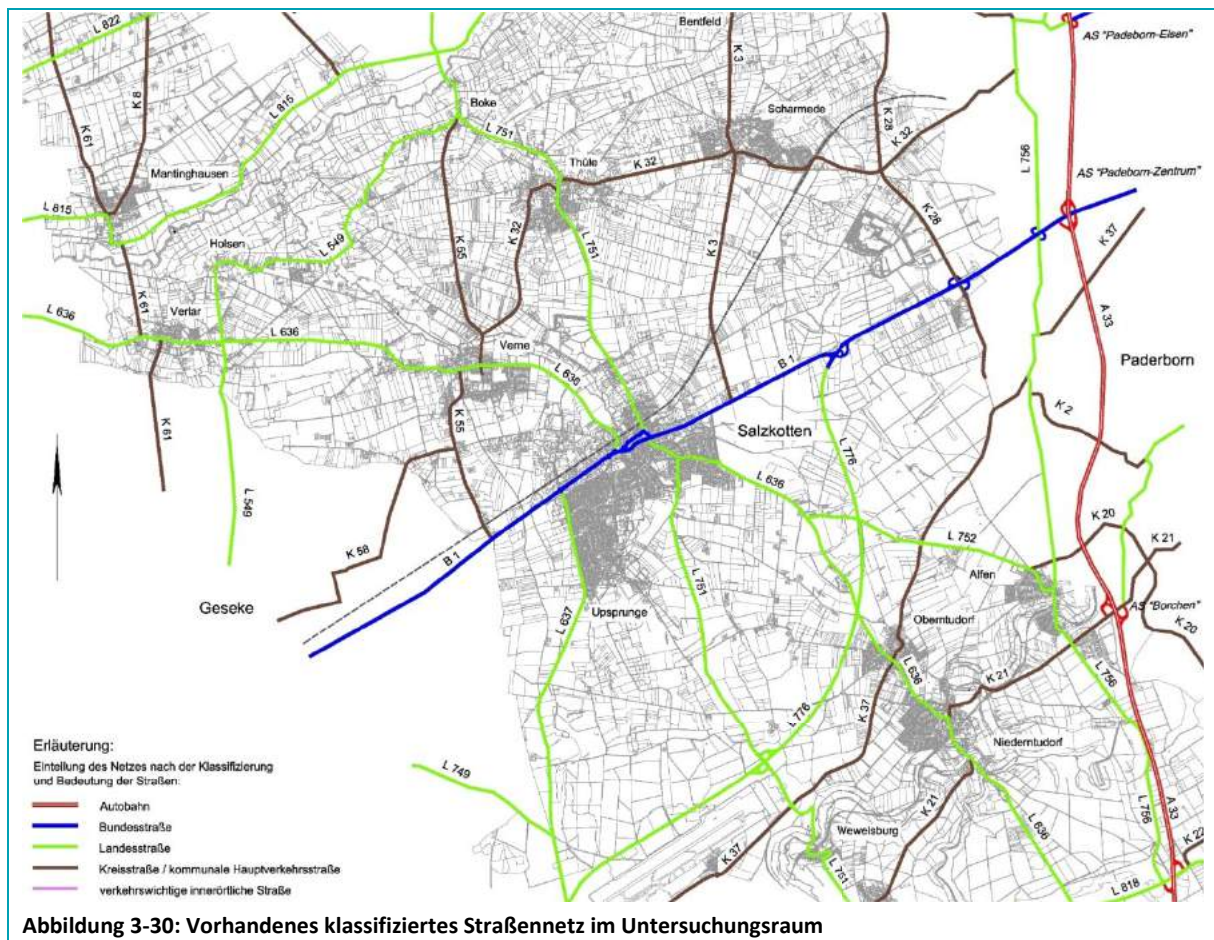 L 822
Bentfeld
AS "Padeborn-Elsen"
K 61
K 8
K 3
L 815
Boke
Scharmede
K 28
L 751
K 32
L 756
Thüle
K 32
AS "Padeborn-Zentrum"
Mantinghausen
L 815
K 32
K 28
K 37
Holsen
L 549
K 55
L 751
K 3
K 61
L 636
Verlar
L 636
A 33
Verne
L 636
B 1
Paderborn
K 2
K 55
Salzkotten
K 61
L 776
L 636
L 549
K 20
K 58
B 1
L 752
K 21
L 751
Alfen
Geseke
AS "Borchen"
Upsprunge
Oberntudorf
L 637
K 20
L 636
K 21
L 756
K 37
L 776
Niederntudorf
L 749
K 21
A 33
L 756
Wewelsburg
L 636
K 22
K 37
L 751
L 818
Erläuterung:
Einteilung des Netzes nach der Klassifizierung
und Bedeutung der Straßen:
Autobahn
Bundesstraße
Landesstraße
Kreisstraße / kommunale Hauptverkehrsstraße
verkehrswichtige innerörtliche Straße
Abbildung 3-30: Vorhandenes klassifiziertes Straßennetz im Untersuchungsraum